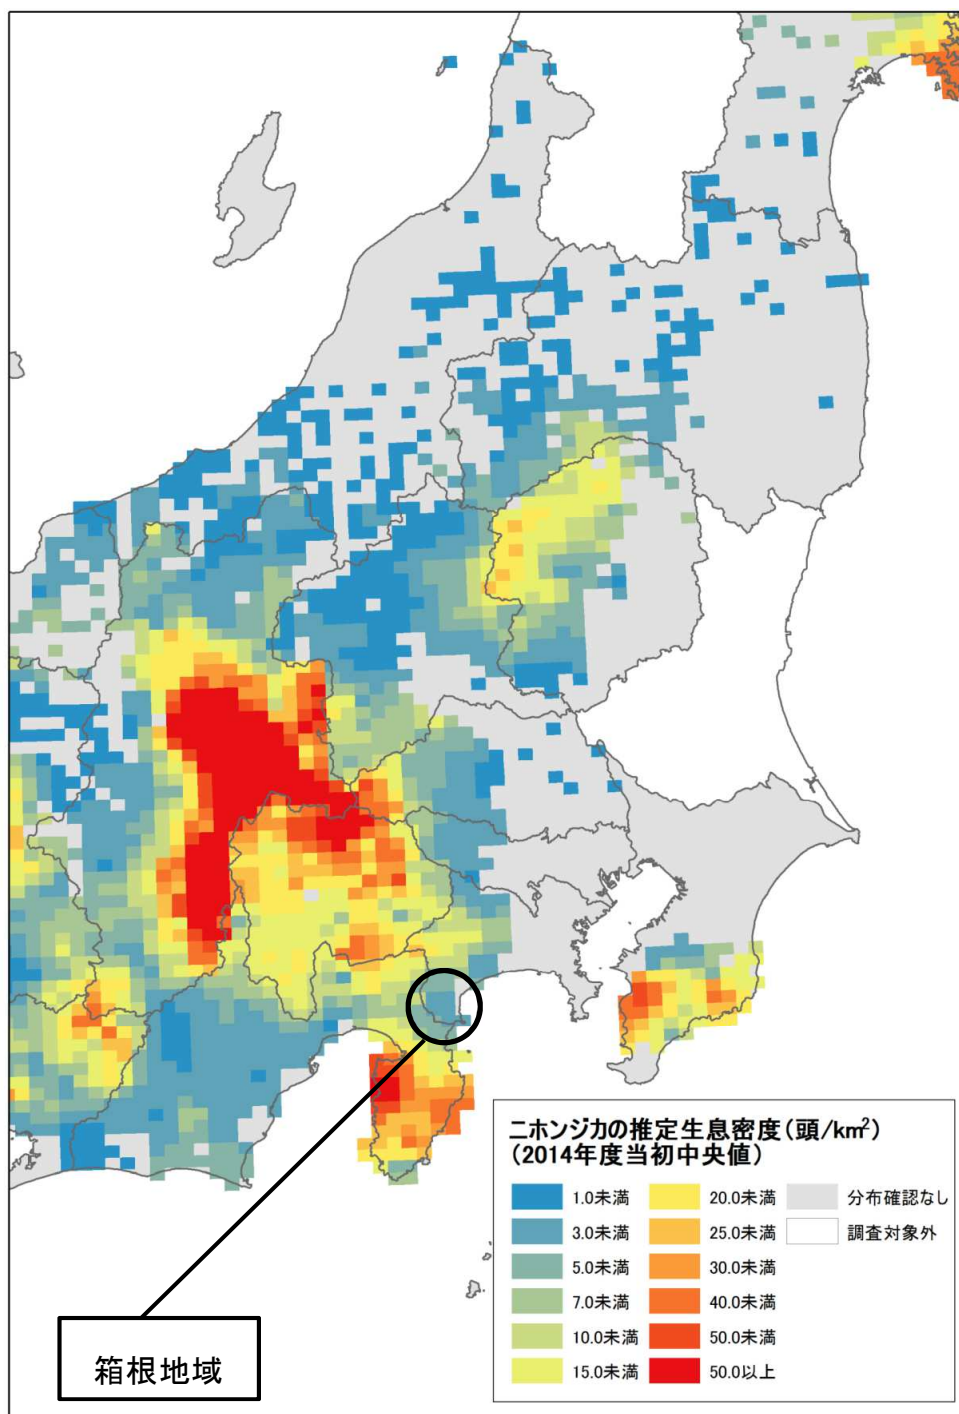 ニホンジカの推定生息密度(頭/km²)
(2014年度当初中央値)
1.0未満 20.0未満 分布確認なし
3.0未満 25.0未満 調査対象外
5.0未満 30.0未満
7.0未満 40.0未満
10.0未満 50.0未満
15.0未満 50.0以上
箱根地域